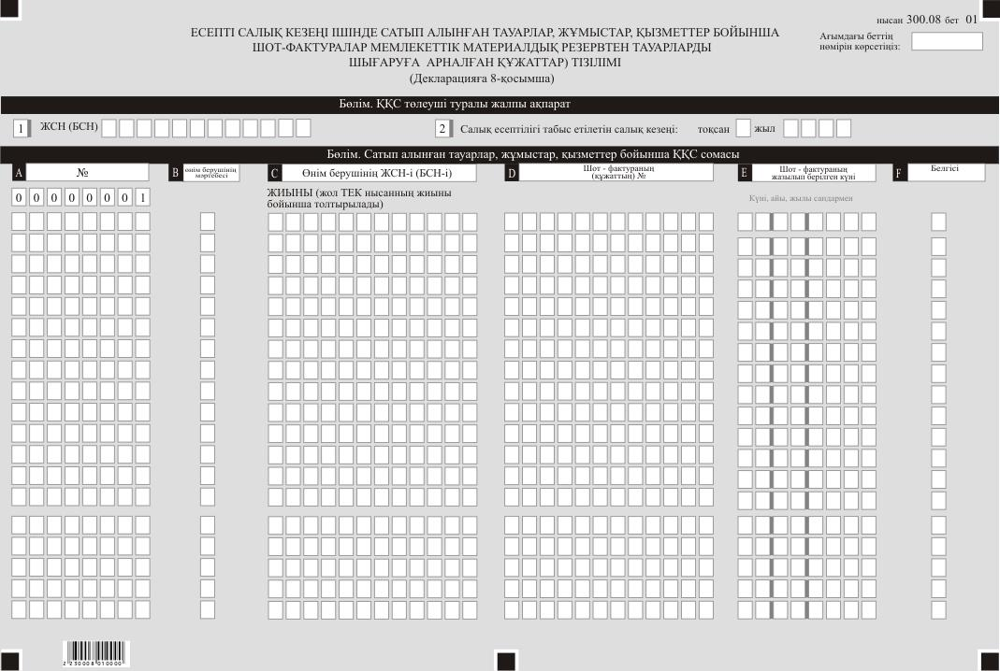 нысан 300.08 бет 01
ЕСЕПТІ САЛЫҚ КЕЗЕҢІ ІШІНДЕ САТЫП АЛЫНҒАН ТАУАРЛАР, ЖҰМЫСТАР, ҚЫЗМЕТТЕР БОЙЫНША
ШОТ-ФАКТУРАЛАР МЕМЛЕКЕТТІК МАТЕРИАЛДЫҚ РЕЗЕРВТЕН ТАУАРЛАРДЫ
ШЫҒАРУҒА АРНАЛҒАН ҚҰЖАТТАР) ТІЗІЛІМІ
(Декларацияға 8-қосымша)
Ағымдағы беттің
нөмірін көрсетіңіз:
Бөлім. ҚҚС төлеуші туралы жалпы ақпарат
1 ЖСН (БСН)
2 Салық есептілігі табыс етілетін салық кезеңі: тоқсан жыл
Бөлім. Сатып алынған тауарлар, жұмыстар, қызметтер бойынша ҚҚС сомасы
A №
B өнім берушінің
мәртебесі
C Өнім берушінің ЖСН-і (БСН-і)
D Шот - фактураның
(құжаттың) №
E Шот - фактураның
жазылып берілген күні
F Белгісі
0 0 0 0 0 0 0 1
ЖИЫНЫ (жол ТЕК нысанның жиыны
бойынша толтырылады)
Күні, айы, жылы сандармен
2 230008 010000